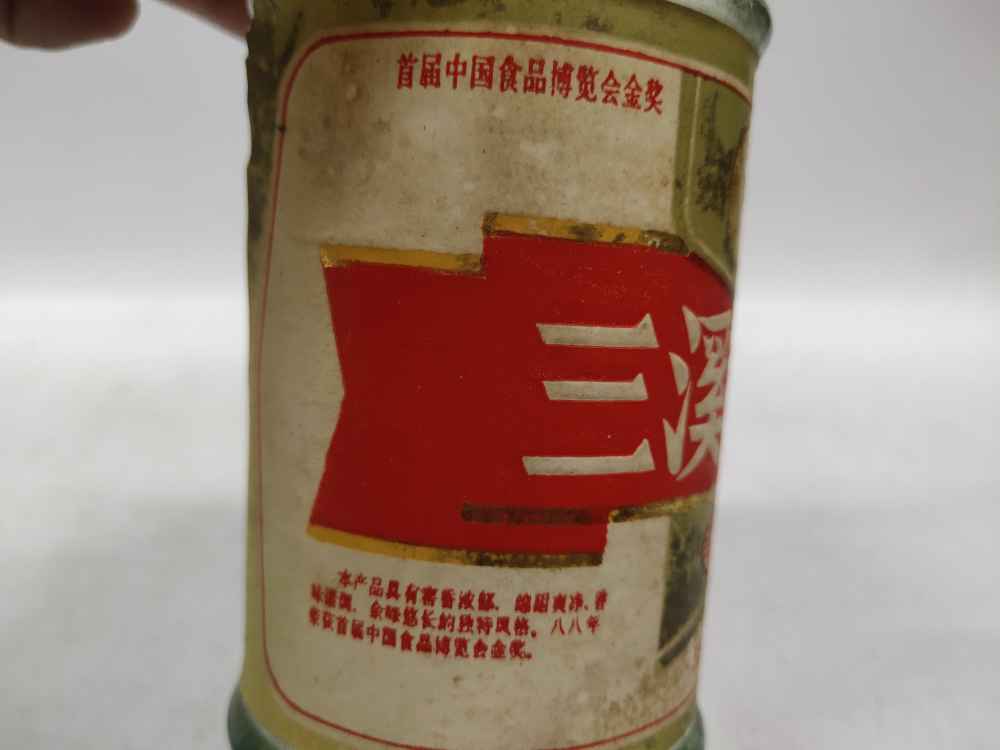 首届中国食品博览会金奖
三溪
本产品具有窖香浓郁、绵甜爽净、香
味谐调、余味悠长的独特风格。八八年
荣获首届中国食品博览会金奖。